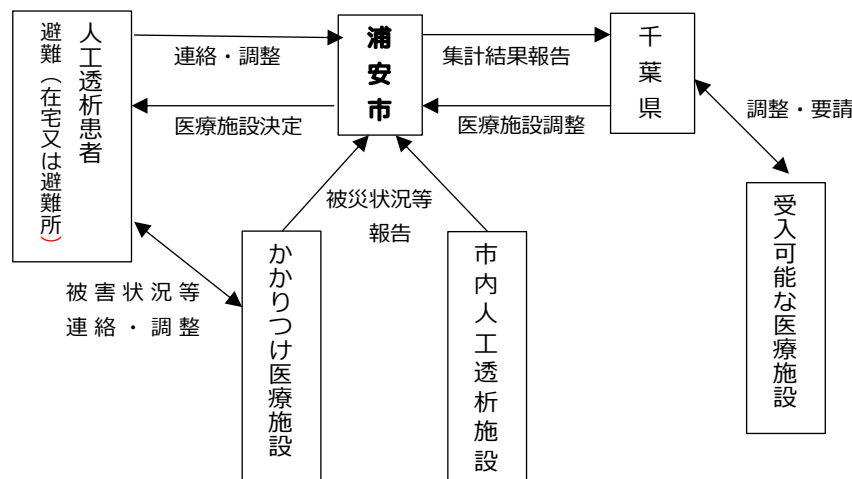 人工透析患者
避難（在宅又は避難所）
連絡・調整
医療施設決定
浦安市
集計結果報告
医療施設調整
千葉県
調整・要請
受入可能な医療施設
被災状況等
報告
被害状況等
連絡・調整
かかりつけ医療施設
市内人工透析施設